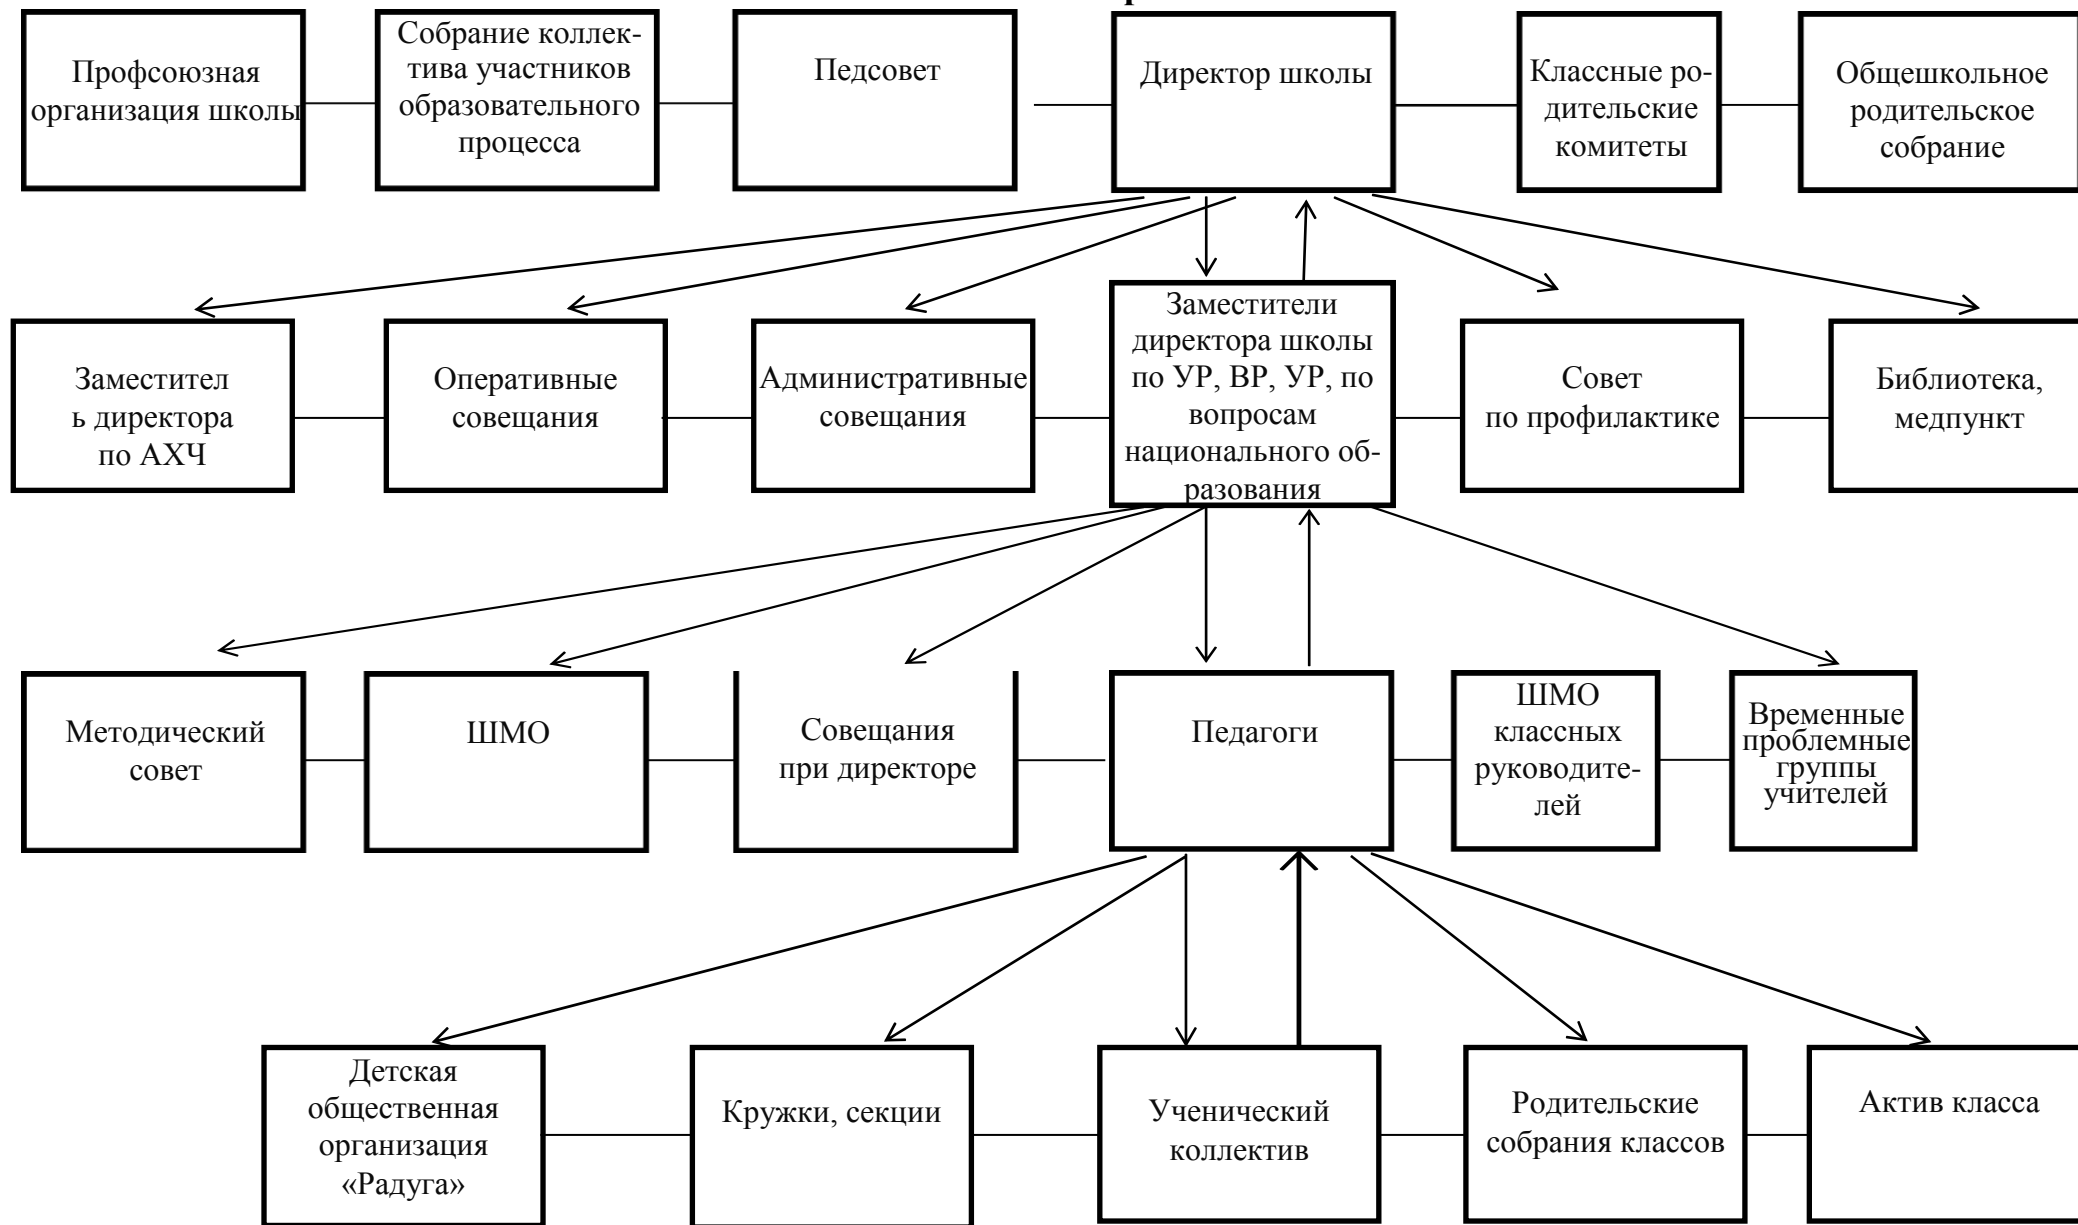 Профсоюзная
организация школы
Собрание коллек-
тива участников
образовательного
процесса
Педсовет
Директор школы
Классные ро-
дительские
комитеты
Общешкольное
родительское
собрание
Заместител
ь директора
по АХЧ
Оперативные
совещания
Административные
совещания
Заместители
директора школы
по УР, ВР, УР, по
вопросам
национального об-
разования
Совет
по профилактике
Библиотека,
медпункт
Методический
совет
ШМО
Совещания
при директоре
Педагоги
ШМО
классных
руководите-
лей
Временные
проблемные
группы
учителей
Детская
общественная
организация
«Радуга»
Кружки, секции
Ученический
коллектив
Родительские
собрания классов
Актив класса